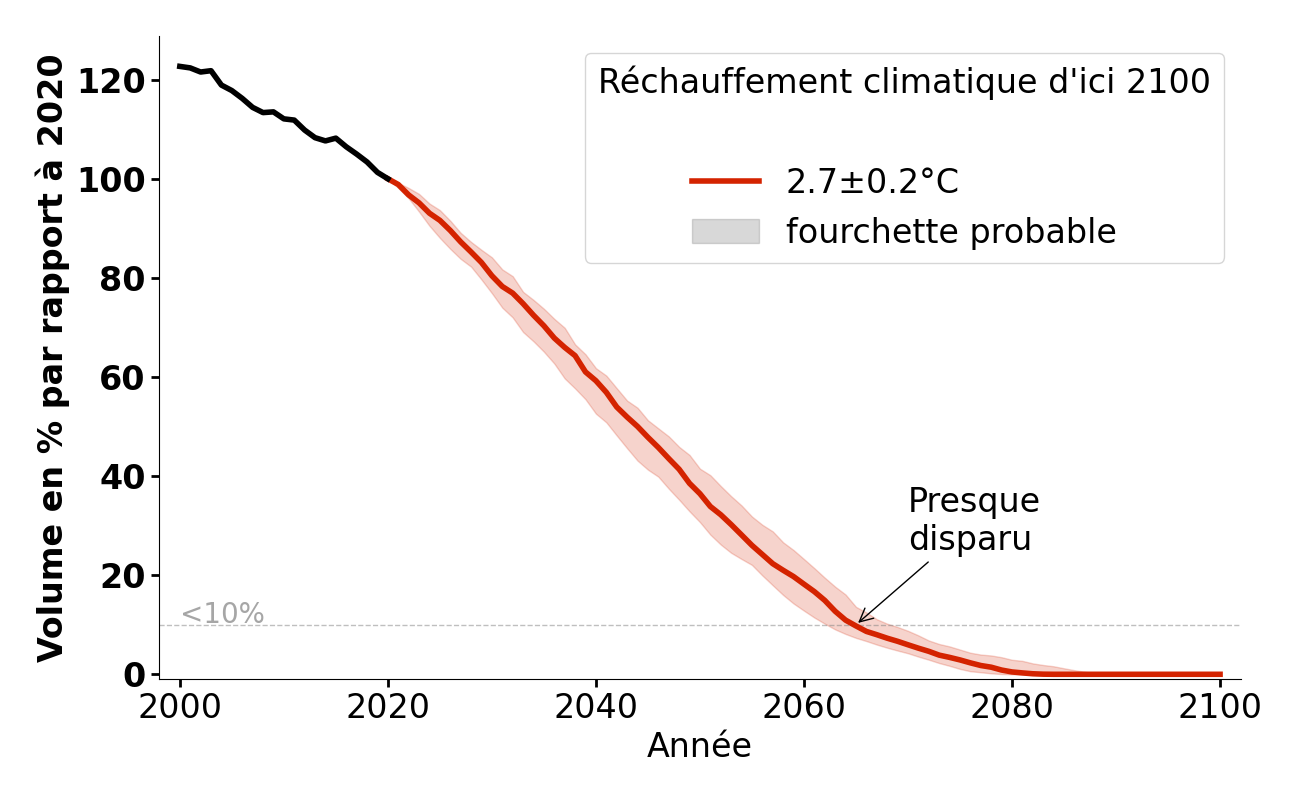 Volume en % par rapport à 2020
120
100
80
60
40
20
0
Réchauffement climatique d'ici 2100
2.7±0.2°C
fourchette probable
Presque
disparu
<10%
2000
2020
2040
2060
2080
2100
Année